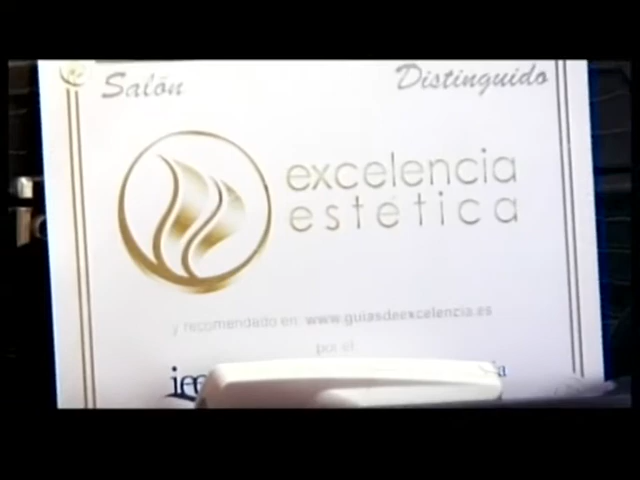 Salón Distinguido
excelencia
estética
y recomendado en: www.guiasdeexcelencia.es
por el